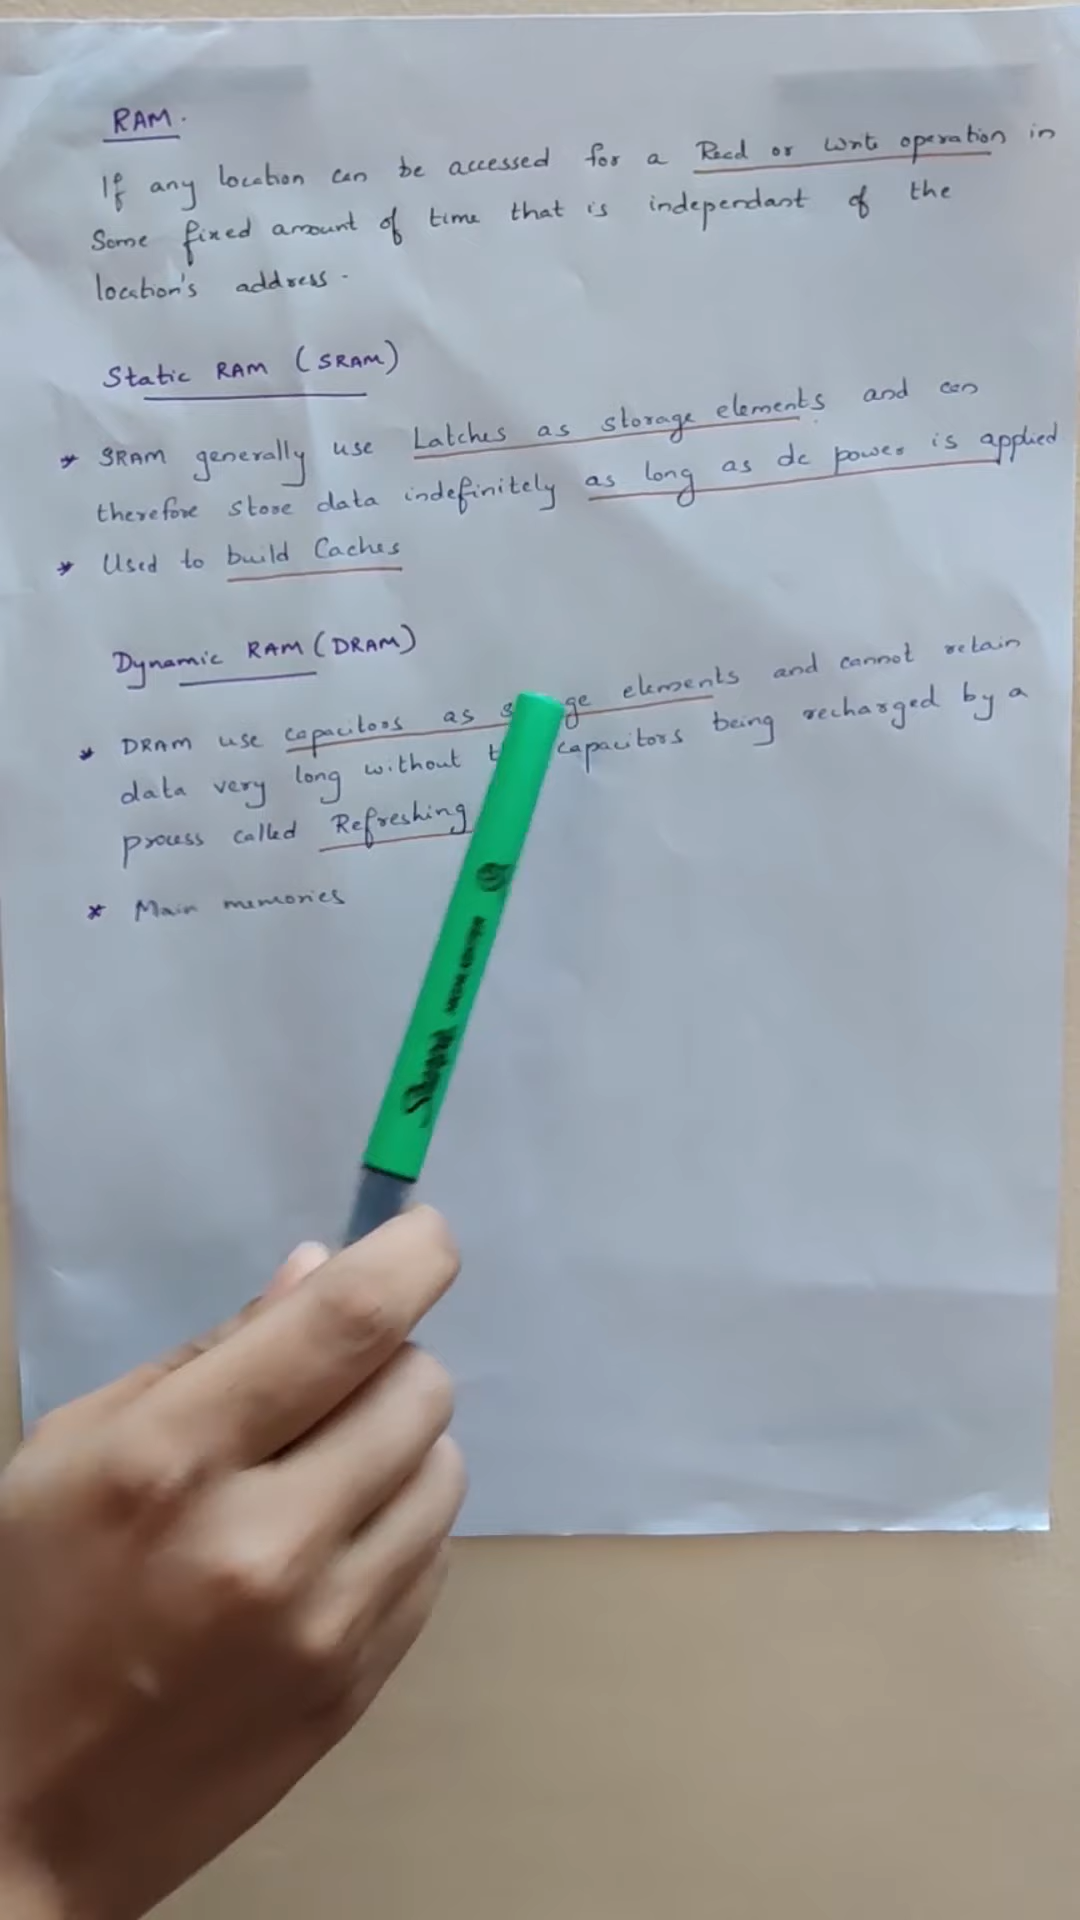 RAM.
If any location can be accessed for a Read or Write operation in
Some fixed amount of time that is independant of the
location's address.
Static RAM (SRAM)
* SRAM generally use Latches as storage elements and can
therefore store data indefinitely as long as dc power is applied
* Used to build Caches
Dynamic RAM (DRAM)
* DRAM use capacitors as elements and cannot retain
data very long without capacitors being recharged by a
process called Refreshing
* Main memories
Sharpie